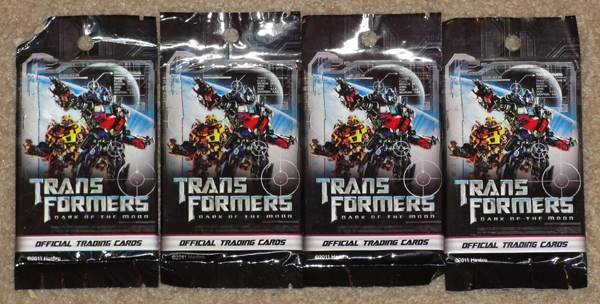 TRANS
FORMERS
DARK OF THE MOON
OFFICIAL TRADING CARDS
©2011 Hasbro
TRANS
FORMERS
DARK OF THE MOON
OFFICIAL TRADING CARDS
©2011 Hasbro
TRANS
FORMERS
DARK OF THE MOON
OFFICIAL TRADING CARDS
©2011 Hasbro
TRANS
FORMERS
DARK OF THE MOON
OFFICIAL TRADING CARDS
©2011 Hasbro